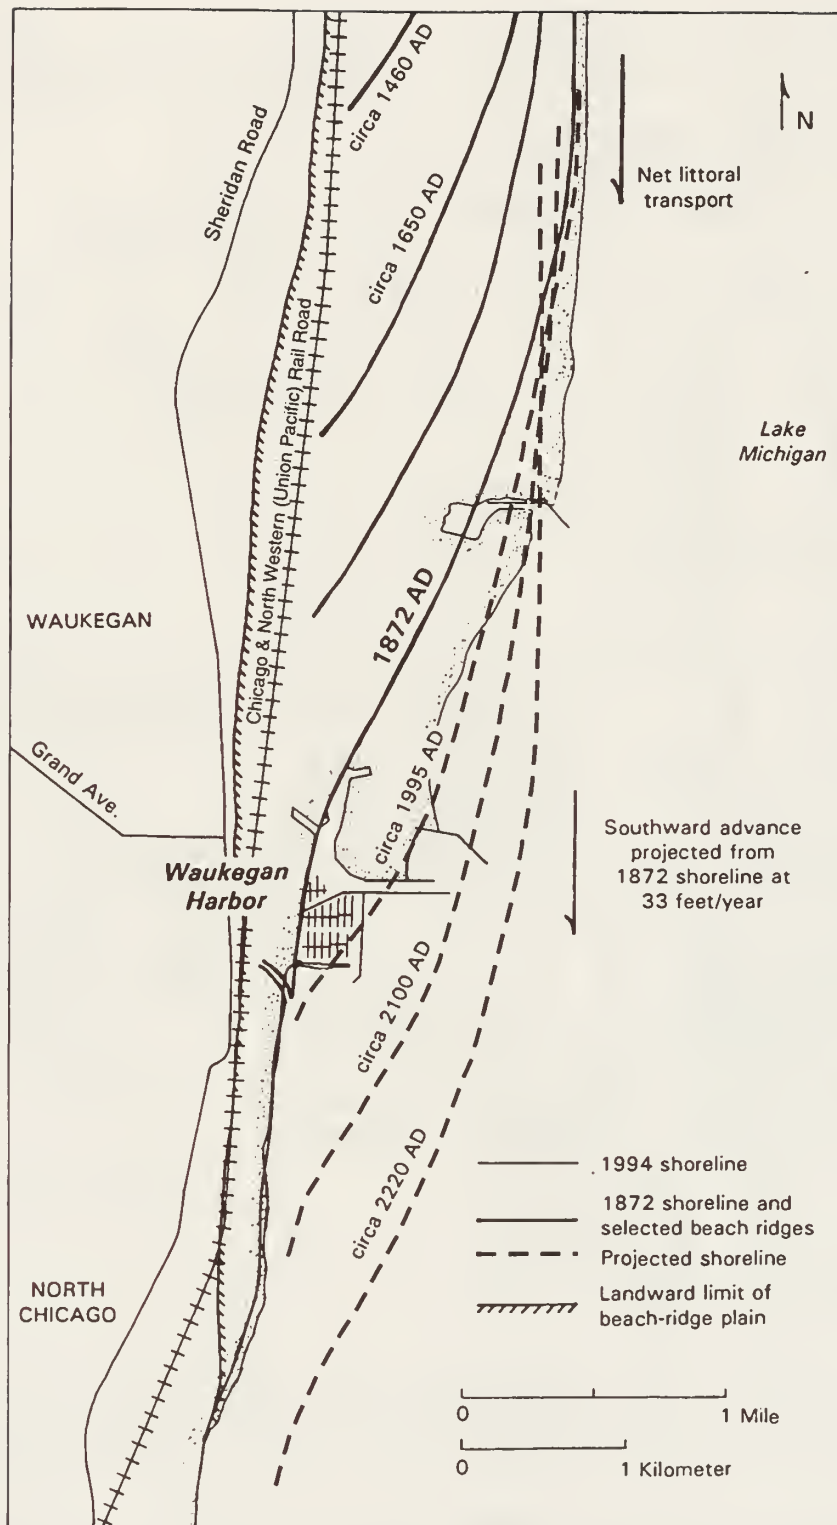 circa 1460 AD
N
Sheridan Road
Net littoral
transport
circa 1650 AD
Chicago & North Western (Union Pacific) Rail Road
Lake
Michigan
1872 AD
WAUKEGAN
Grand Ave.
circa 1995 AD
Southward advance
projected from
1872 shoreline at
33 feet/year
Waukegan
Harbor
circa 2100 AD
circa 2220 AD
1994 shoreline
1872 shoreline and
selected beach ridges
Projected shoreline
Landward limit of
beach-ridge plain
NORTH
CHICAGO
0 1 Mile
0 1 Kilometer